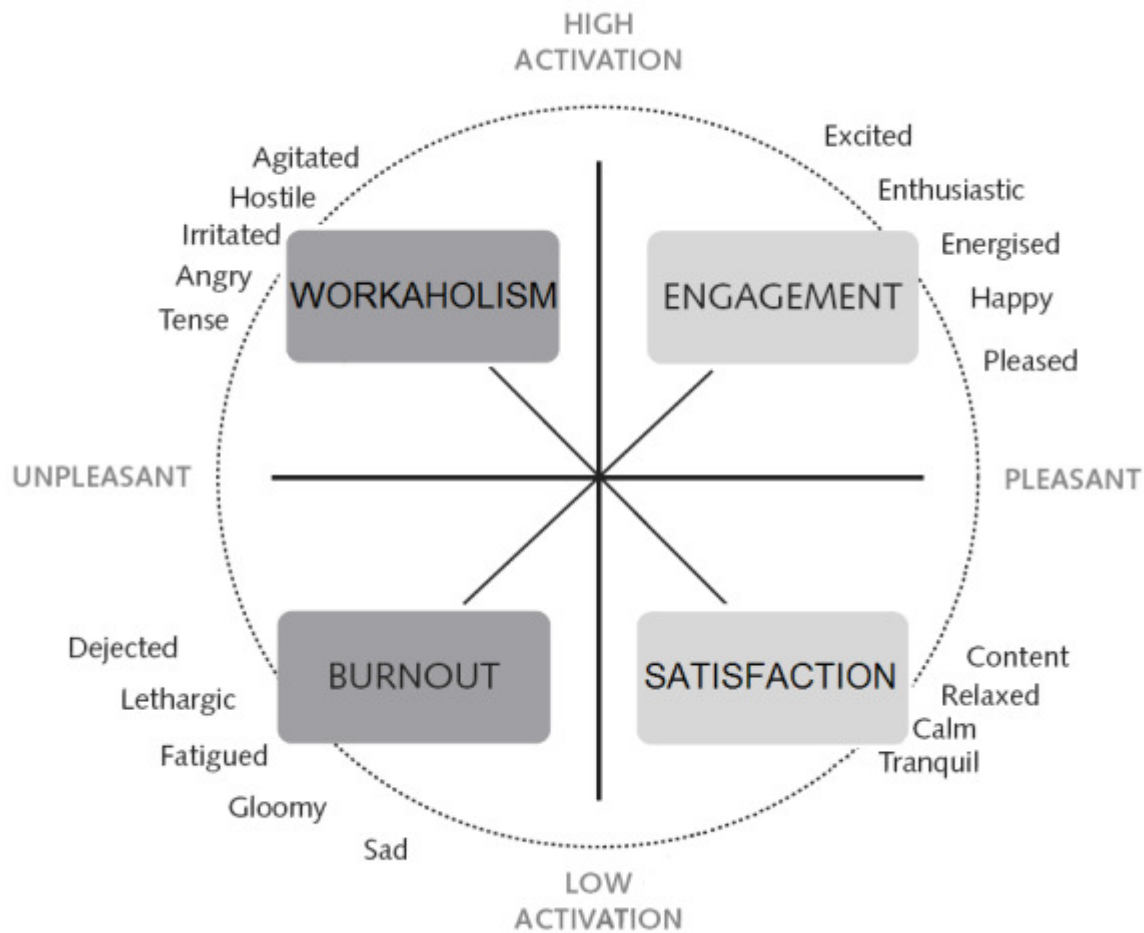 HIGH
ACTIVATION
Excited
Agitated
Enthusiastic
Hostile
Irritated
Energised
Angry
WORKAHOLISM
ENGAGEMENT
Happy
Tense
Pleased
UNPLEASANT
PLEASANT
Dejected
Content
BURNOUT
SATISFACTION
Lethargic
Relaxed
Calm
Fatigued
Tranquil
Gloomy
Sad
LOW
ACTIVATION